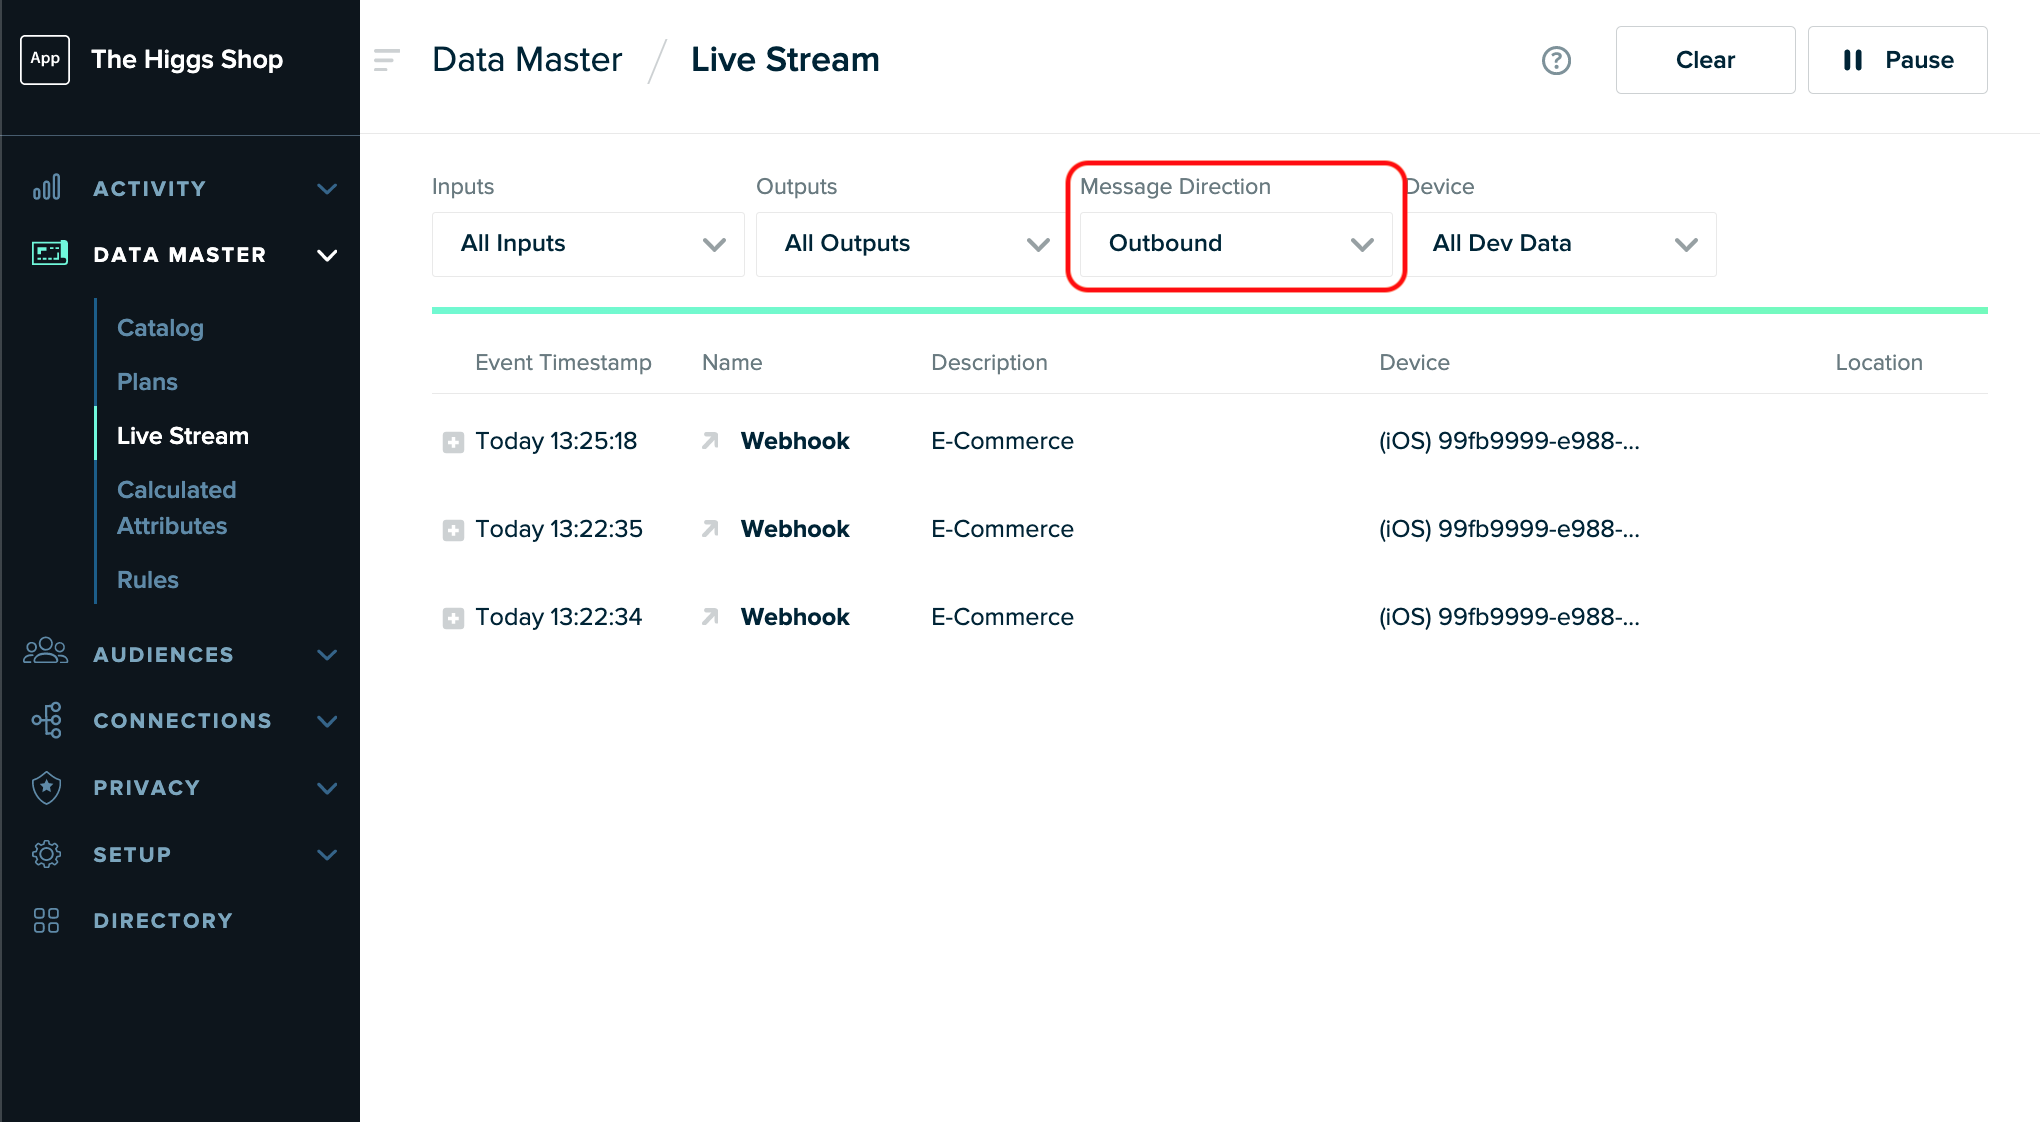 App
The Higgs Shop
Data Master / Live Stream
?
Clear
Pause
ACTIVITY
DATA MASTER
Catalog
Plans
Live Stream
Calculated
Attributes
Rules
AUDIENCES
CONNECTIONS
PRIVACY
SETUP
DIRECTORY
Inputs
Outputs
Message Direction
Device
All Inputs
All Outputs
Outbound
All Dev Data
Event Timestamp
Name
Description
Device
Location
Today 13:25:18
Webhook
E-Commerce
(iOS) 99fb9999-e988-...
Today 13:22:35
Webhook
E-Commerce
(iOS) 99fb9999-e988-...
Today 13:22:34
Webhook
E-Commerce
(iOS) 99fb9999-e988-...